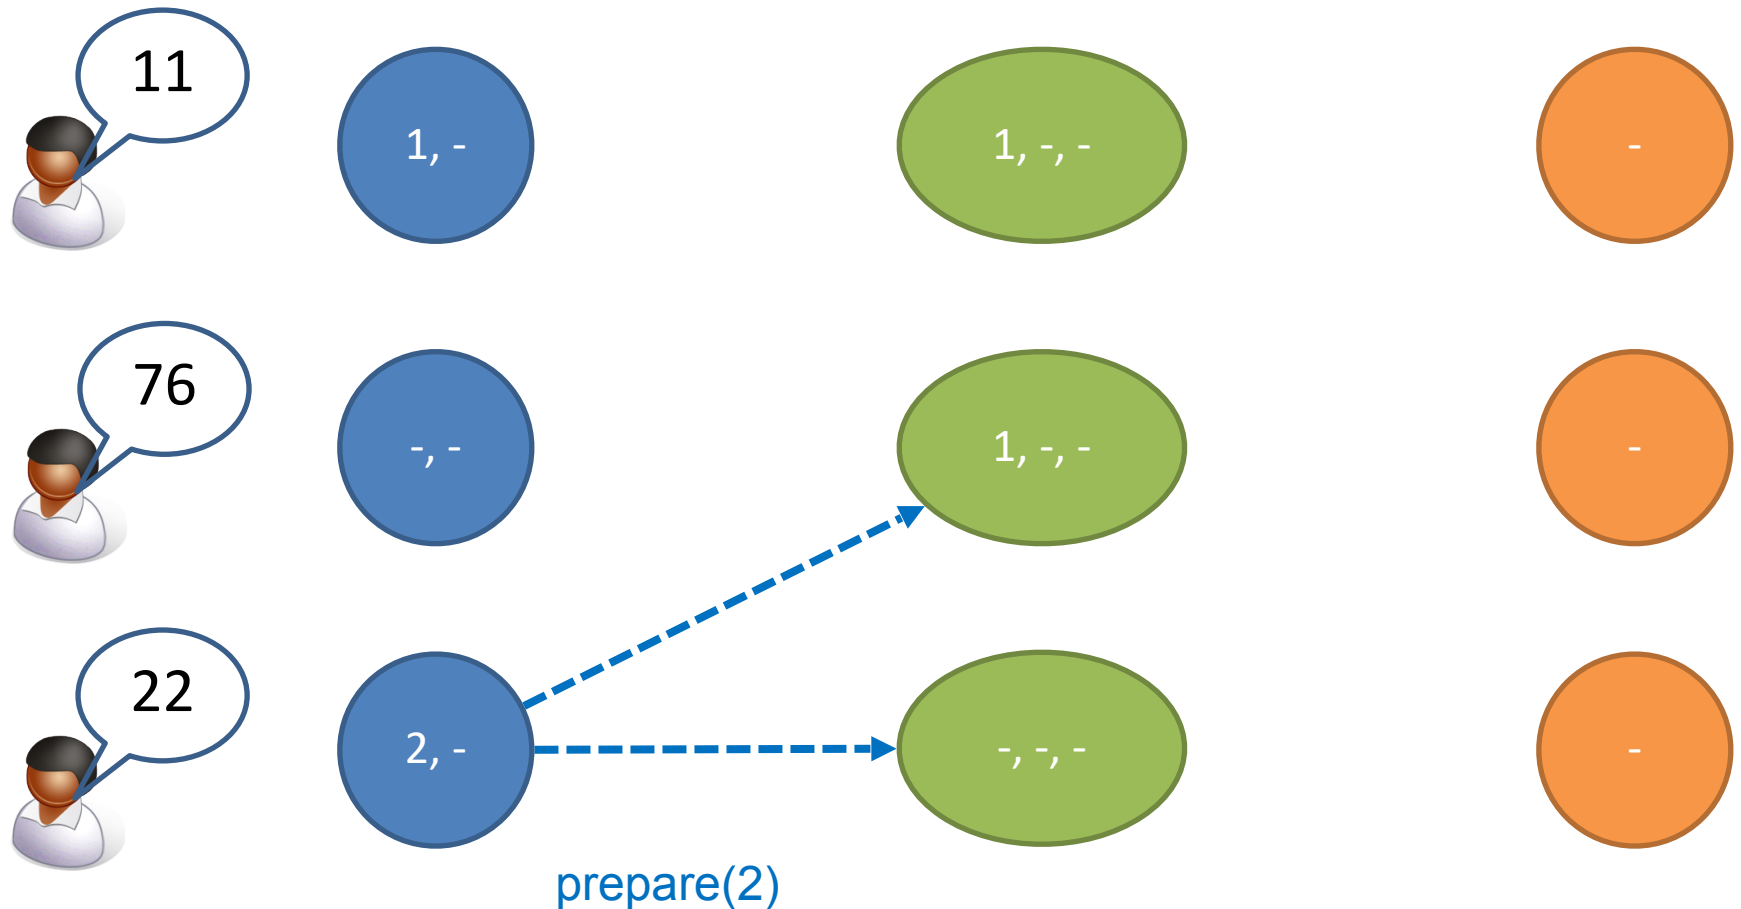 11
1, -
1, -, -
-
76
-, -
1, -, -
-
22
2, -
-, -, -
-
prepare(2)